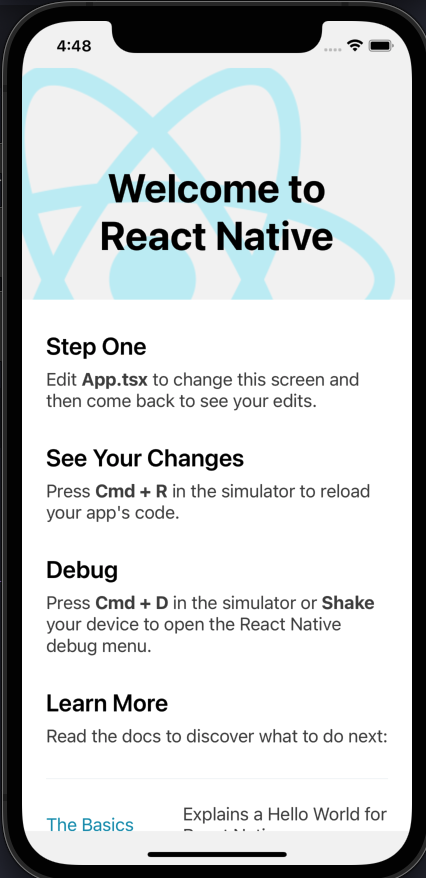 4:48
Welcome to
React Native
Step One
Edit App.tsx to change this screen and
then come back to see your edits.
See Your Changes
Press Cmd + R in the simulator to reload
your app's code.
Debug
Press Cmd + D in the simulator or Shake
your device to open the React Native
debug menu.
Learn More
Read the docs to discover what to do next:
The Basics
Explains a Hello World for